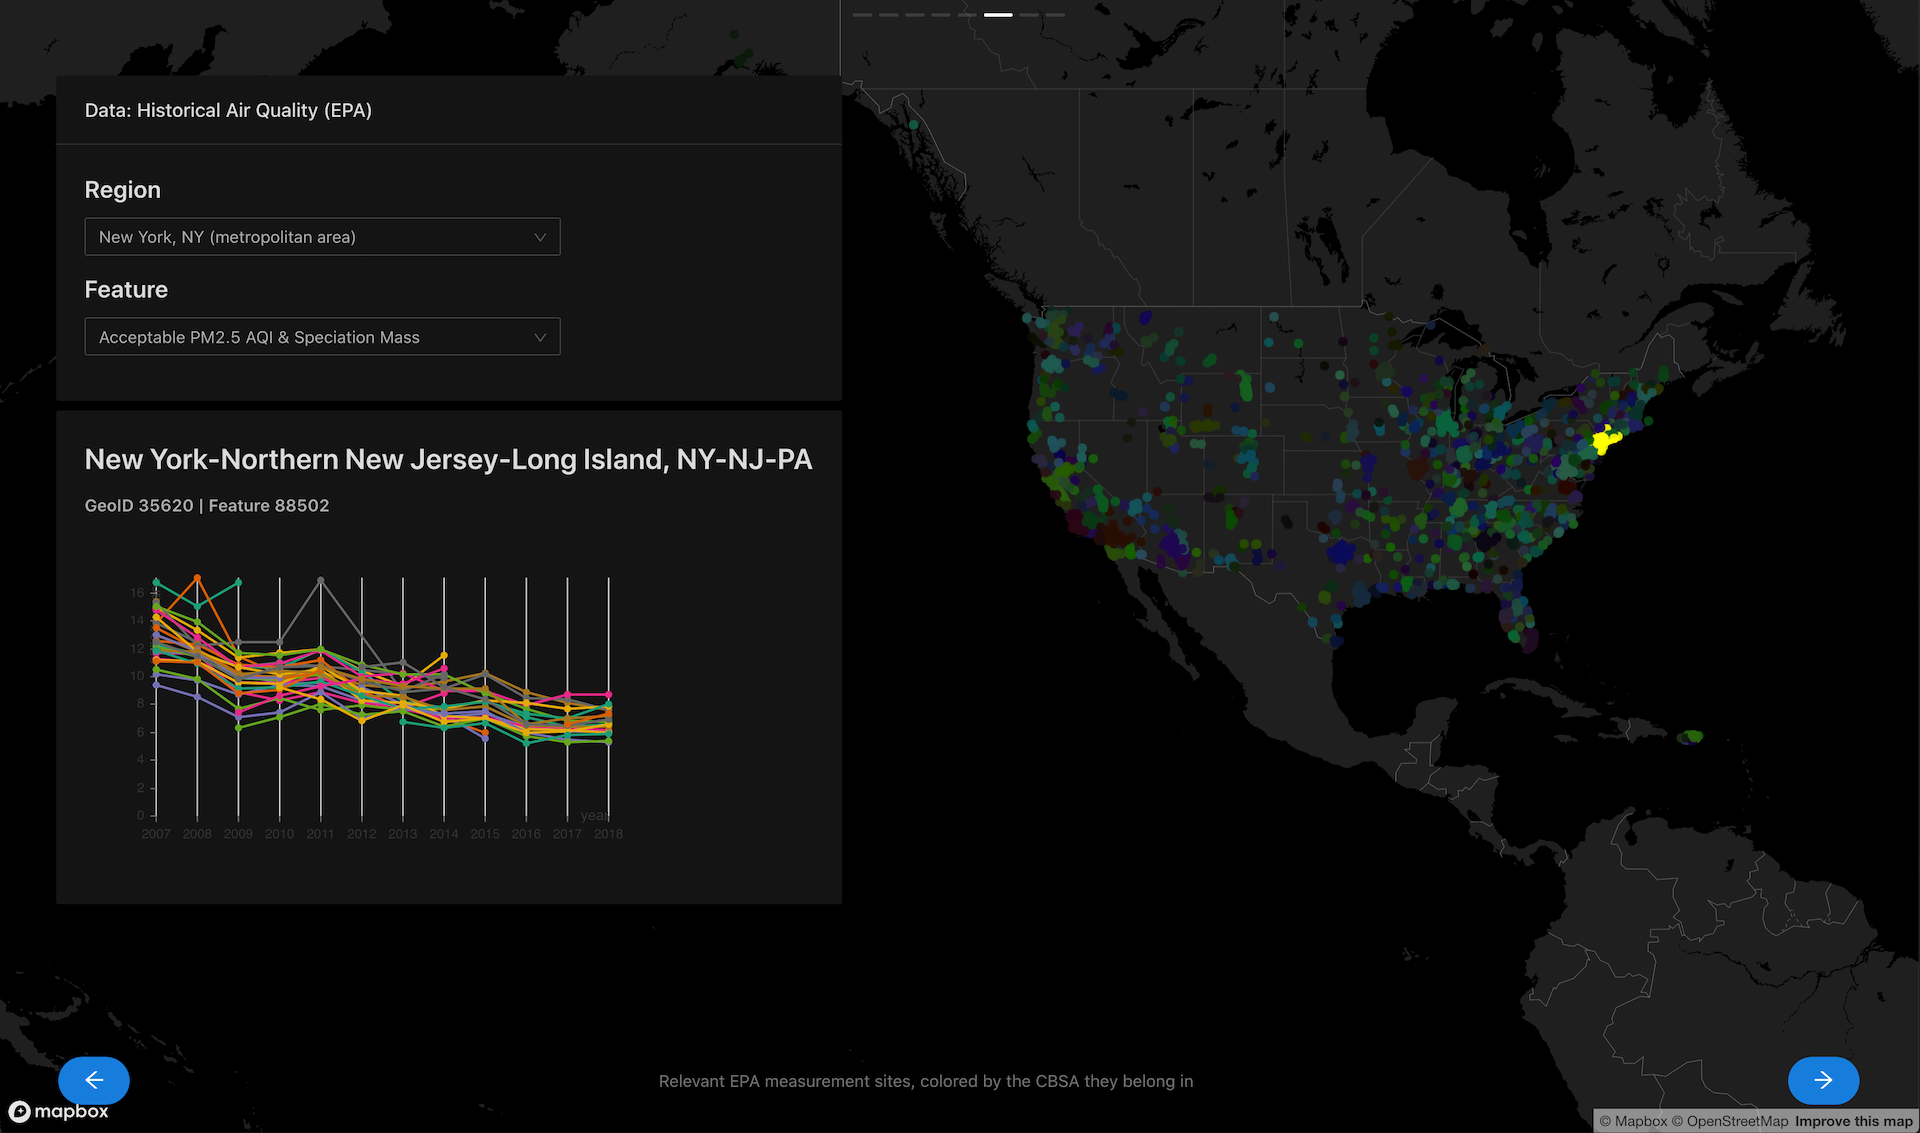 Data: Historical Air Quality (EPA)
Region
New York, NY (metropolitan area)
Feature
Acceptable PM2.5 AQI & Speciation Mass
New York-Northern New Jersey-Long Island, NY-NJ-PA
GeoID 35620 | Feature 88502
16
14
12
10
8
6
4
2
0
year
2007 2008 2009 2010 2011 2012 2013 2014 2015 2016 2017 2018
Relevant EPA measurement sites, colored by the CBSA they belong in
mapbox
© Mapbox © OpenStreetMap Improve this map